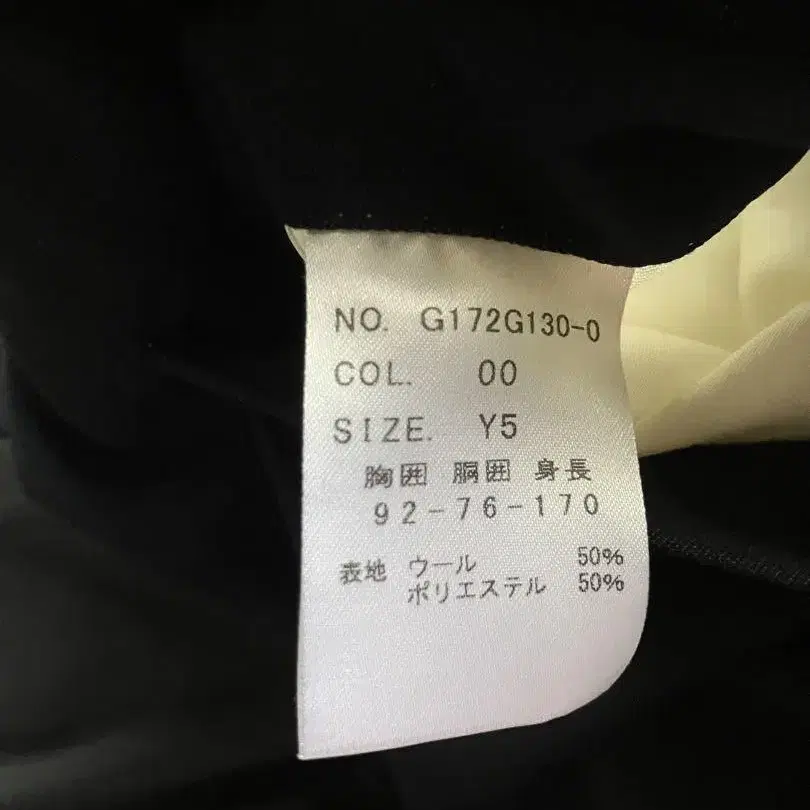 NO. G172G130-0
COL. 00
SIZE. Y5
胸囲 胴囲 身長
92-76-170
表地 ウール 50%
ポリエステル 50%